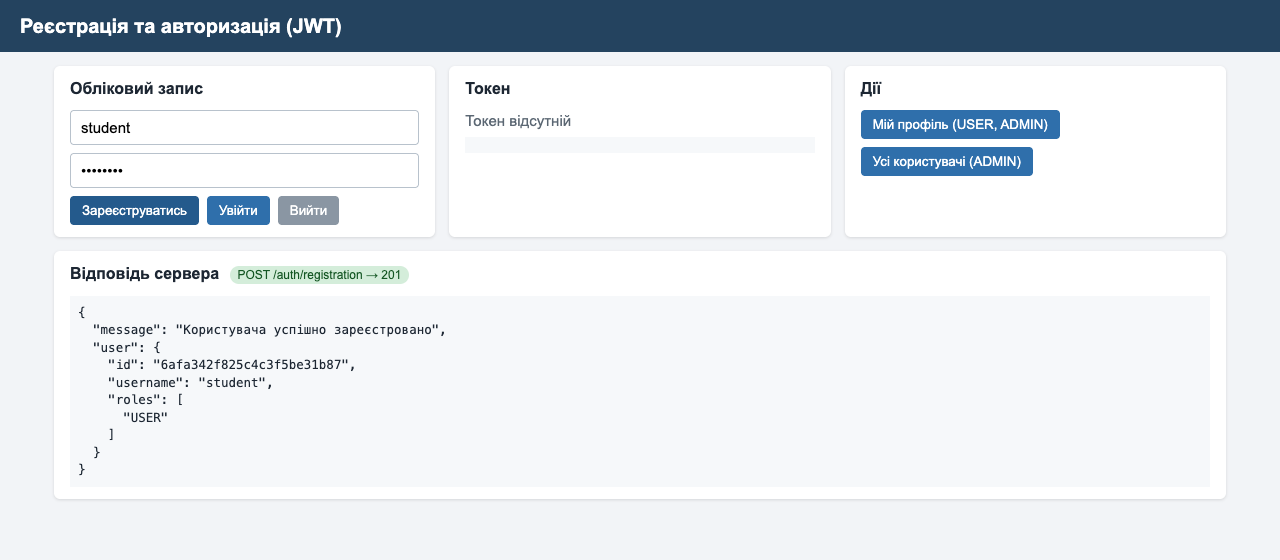 Реєстрація та авторизація (JWT)
Обліковий запис
student
••••••••
Зареєструватись
Увійти
Вийти
Токен
Токен відсутній
Дії
Мій профіль (USER, ADMIN)
Усі користувачі (ADMIN)
Відповідь сервера
POST /auth/registration → 201
{
  "message": "Користувача успішно зареєстровано",
  "user": {
    "id": "6afa342f825c4c3f5be31b87",
    "username": "student",
    "roles": [
      "USER"
    ]
  }
}